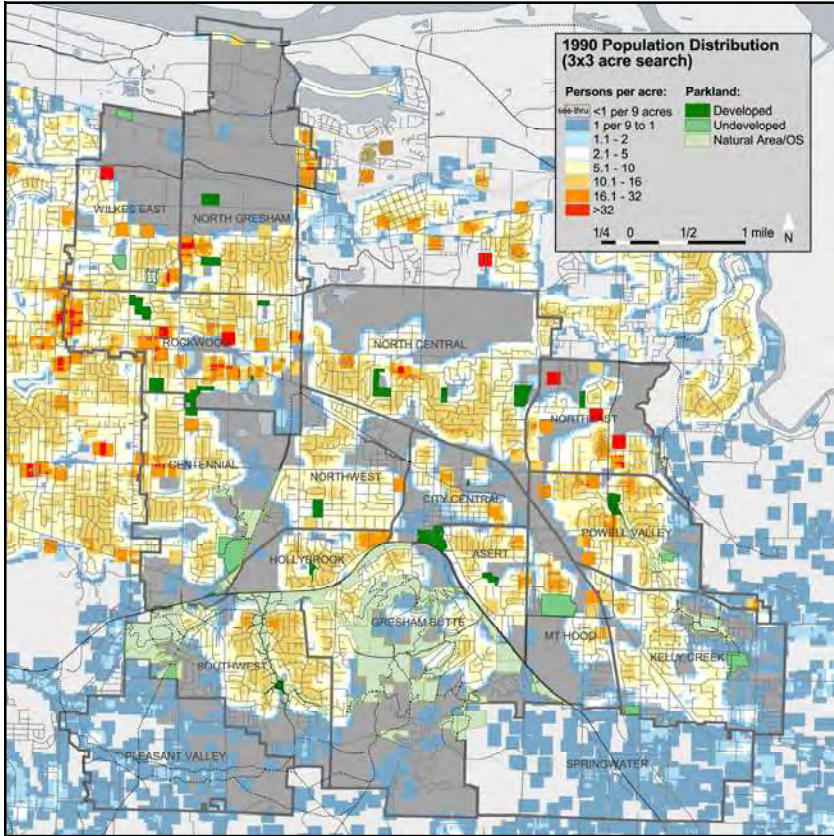 1990 Population Distribution
(3x3 acre search)
Persons per acre:
Parkland:
see-thru
<1 per 9 acres
Developed
1 per 9 to 1
Undeveloped
1.1 - 2
Natural Area/OS
2.1 - 5
5.1 - 10
10.1 - 16
16.1 - 32
>32
1/4 0 1/2 1 mile
N
WILKES EAST
NORTH GRESHAM
ROCKWOOD
NORTH CENTRAL
NORTHEAST
CENTENNIAL
NORTHWEST
CITY CENTRAL
POWELL VALLEY
HOLLYBROOK
ASERT
GRESHAM BUTTE
MT HOOD
KELLY CREEK
SOUTHWEST
PLEASANT VALLEY
SPRINGWATER